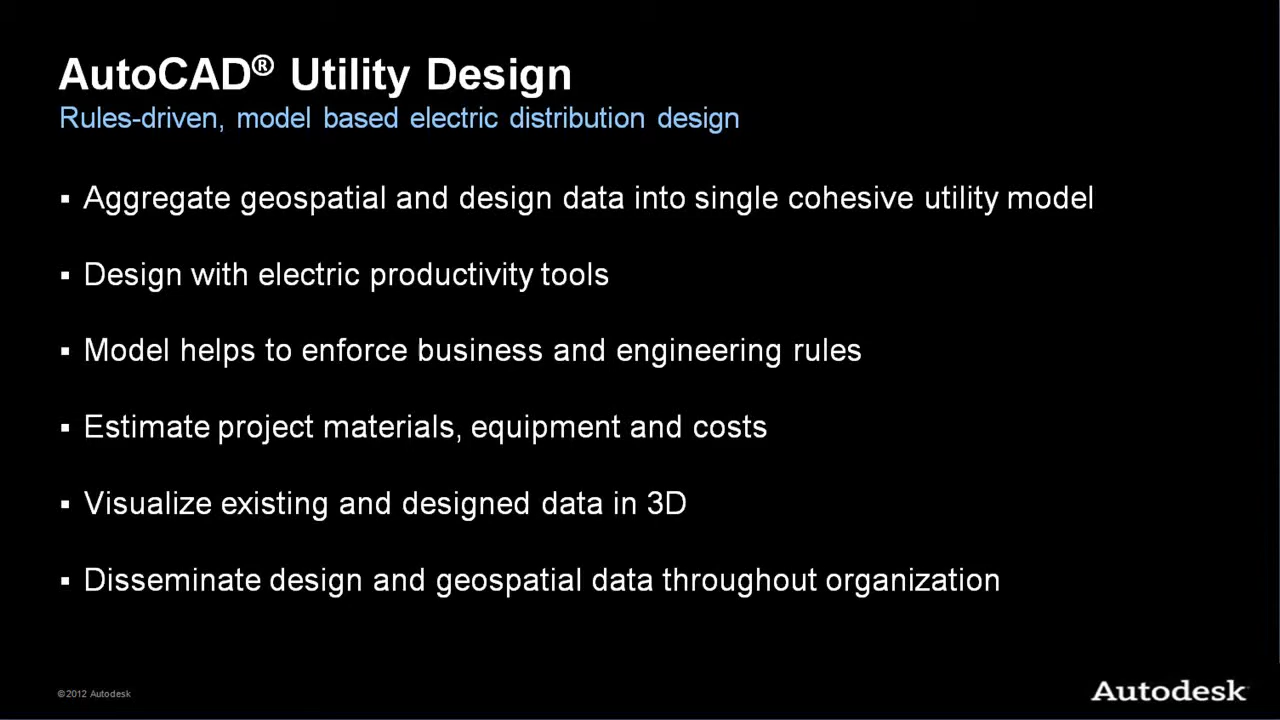 AutoCAD® Utility Design
Rules-driven, model based electric distribution design
▪ Aggregate geospatial and design data into single cohesive utility model
▪ Design with electric productivity tools
▪ Model helps to enforce business and engineering rules
▪ Estimate project materials, equipment and costs
▪ Visualize existing and designed data in 3D
▪ Disseminate design and geospatial data throughout organization
©2012 Autodesk
Autodesk